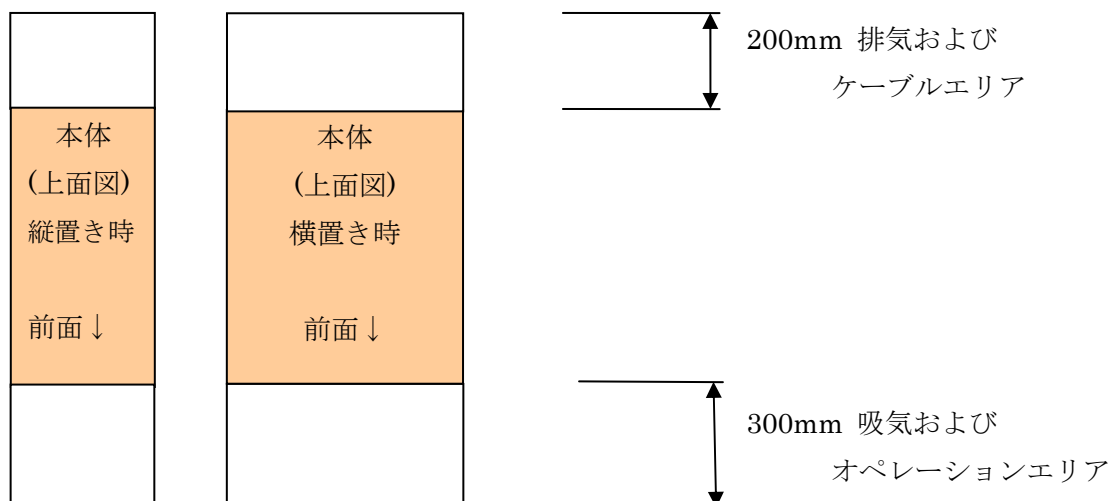 200mm 排気および
ケーブルエリア
本体
(上面図)
縦置き時
前面↓
本体
(上面図)
横置き時
前面↓
300mm 吸気および
オペレーションエリア